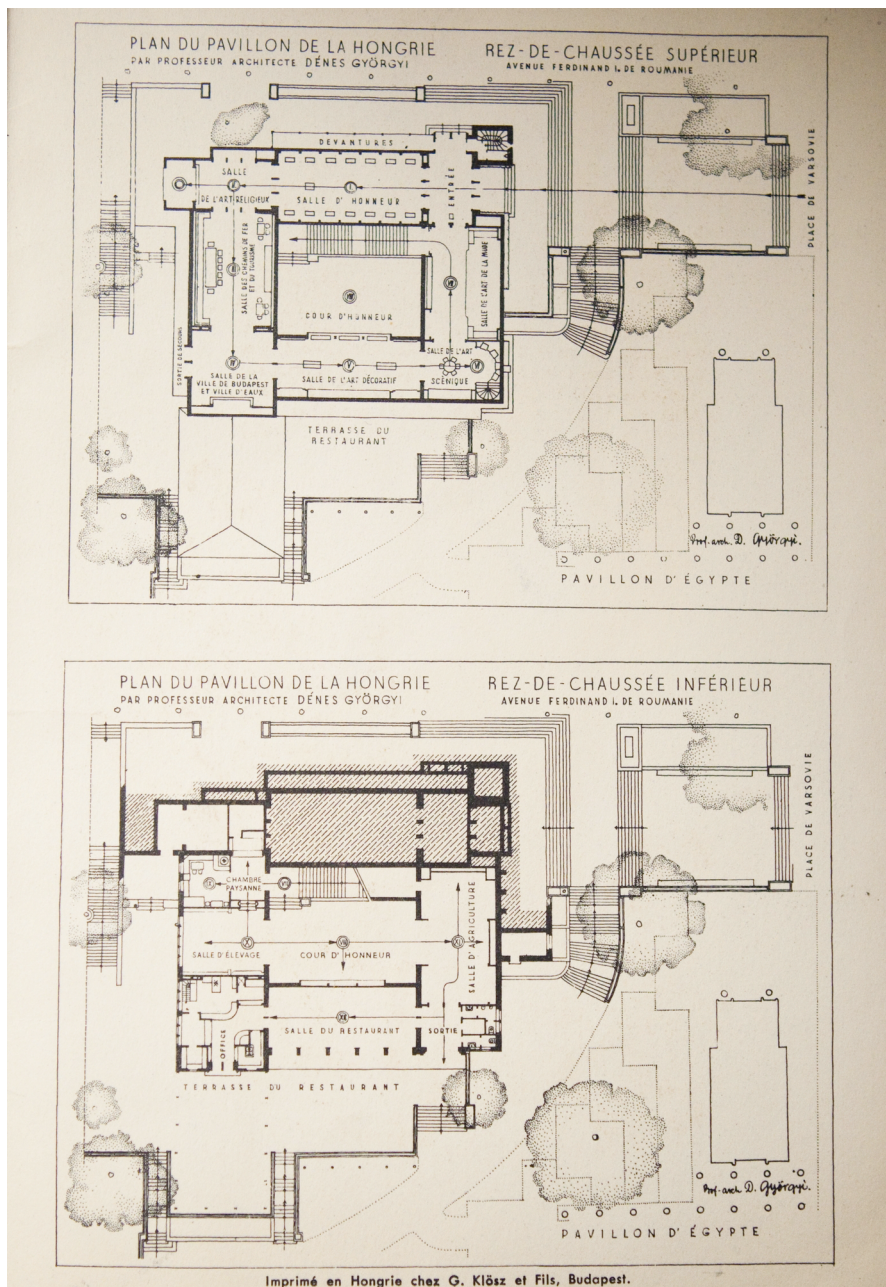 PLAN DU PAVILLON DE LA HONGRIE
PAR PROFESSEUR ARCHITECTE DÉNES GYÖRGYI
REZ-DE-CHAUSSÉE SUPÉRIEUR
AVENUE FERDINAND I. DE ROUMANIE
PLACE DE VARSOVIE
DEVANTURES
ENTRÉE
SALLE
DE L'ART RELIGIEUX
SALLE D'HONNEUR
SALLE DES CHEMINS DE FER
ET DU TOURISME
COUR D'HONNEUR
SALLE DE L'ART DE LA
SORTIE DE SECOURS
SALLE DE LA
VILLE DE BUDAPEST
ET VILLE D'EAUX
SALLE DE L'ART DÉCORATIF
SALLE DE L'ART
SCÉNIQUE
TERRASSE DU
RESTAURANT
Prof. arch. D. Györgyi.
PAVILLON D'ÉGYPTE
PLAN DU PAVILLON DE LA HONGRIE
PAR PROFESSEUR ARCHITECTE DÉNES GYÖRGYI
REZ-DE-CHAUSSÉE INFÉRIEUR
AVENUE FERDINAND I. DE ROUMANIE
PLACE DE VARSOVIE
CHAMBRE
PAYSANNE
SALLE D'ÉLEVAGE
COUR D'HONNEUR
SALLE D'AGRICULTURE
OFFICE
SALLE DU RESTAURANT
SORTIE
TERRASSE DU RESTAURANT
Prof. arch. D. Györgyi.
PAVILLON D'ÉGYPTE
Imprimé en Hongrie chez G. Klösz et Fils, Budapest.